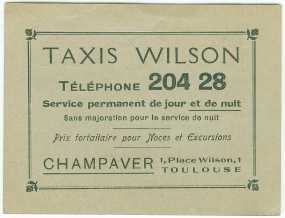 TAXIS WILSON
TÉLÉPHONE 204 28
Service permanent de jour et de nuit
Sans majoration pour le service de nuit
Prix forfaitaire pour Noces et Excursions
CHAMPAVER 1, Place Wilson, 1
TOULOUSE